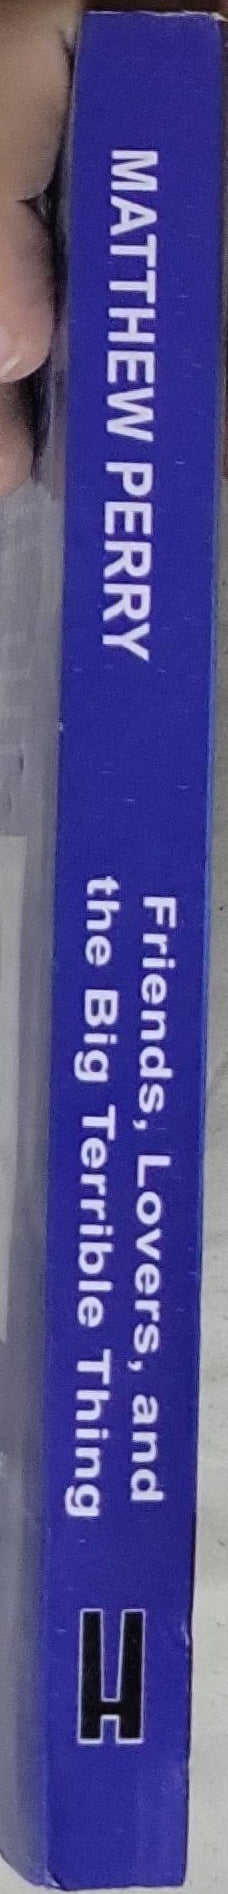 MATTHEW PERRY
Friends, Lovers, and
the Big Terrible Thing
H